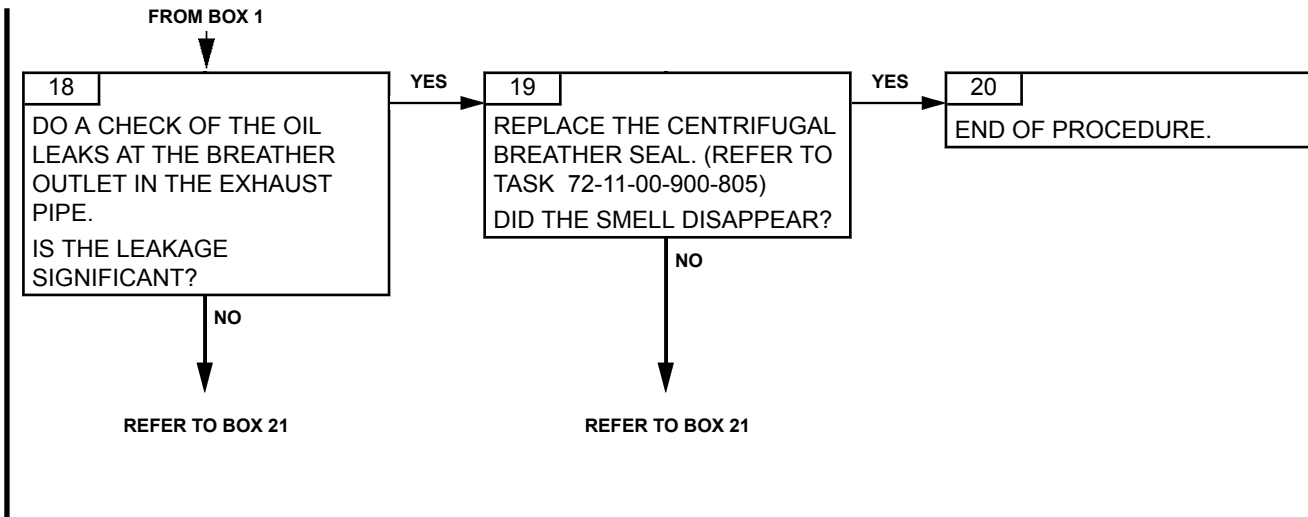 FROM BOX 1
18
DO A CHECK OF THE OIL
LEAKS AT THE BREATHER
OUTLET IN THE EXHAUST
PIPE.
IS THE LEAKAGE
SIGNIFICANT?
YES
19
REPLACE THE CENTRIFUGAL
BREATHER SEAL. (REFER TO
TASK 72-11-00-900-805)
DID THE SMELL DISAPPEAR?
YES
20
END OF PROCEDURE.
NO
NO
REFER TO BOX 21
REFER TO BOX 21